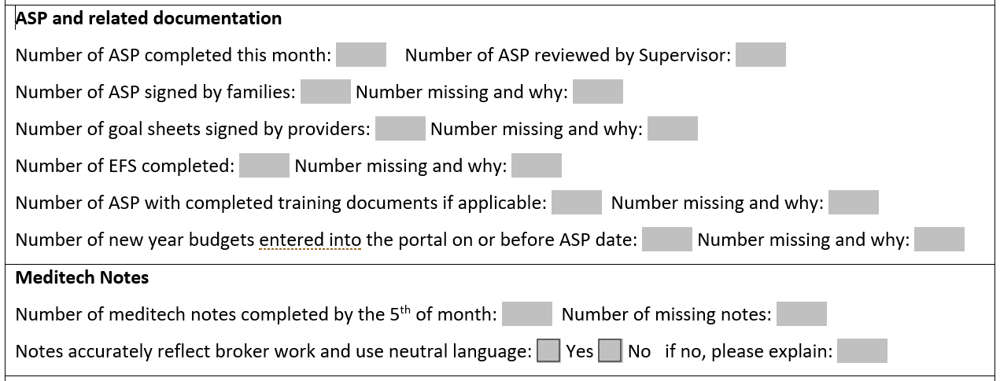 ASP and related documentation
Number of ASP completed this month: Number of ASP reviewed by Supervisor:
Number of ASP signed by families: Number missing and why:
Number of goal sheets signed by providers: Number missing and why:
Number of EFS completed: Number missing and why:
Number of ASP with completed training documents if applicable: Number missing and why:
Number of new year budgets entered into the portal on or before ASP date: Number missing and why:
Meditech Notes
Number of meditech notes completed by the 5th of month: Number of missing notes:
Notes accurately reflect broker work and use neutral language: Yes No if no, please explain: